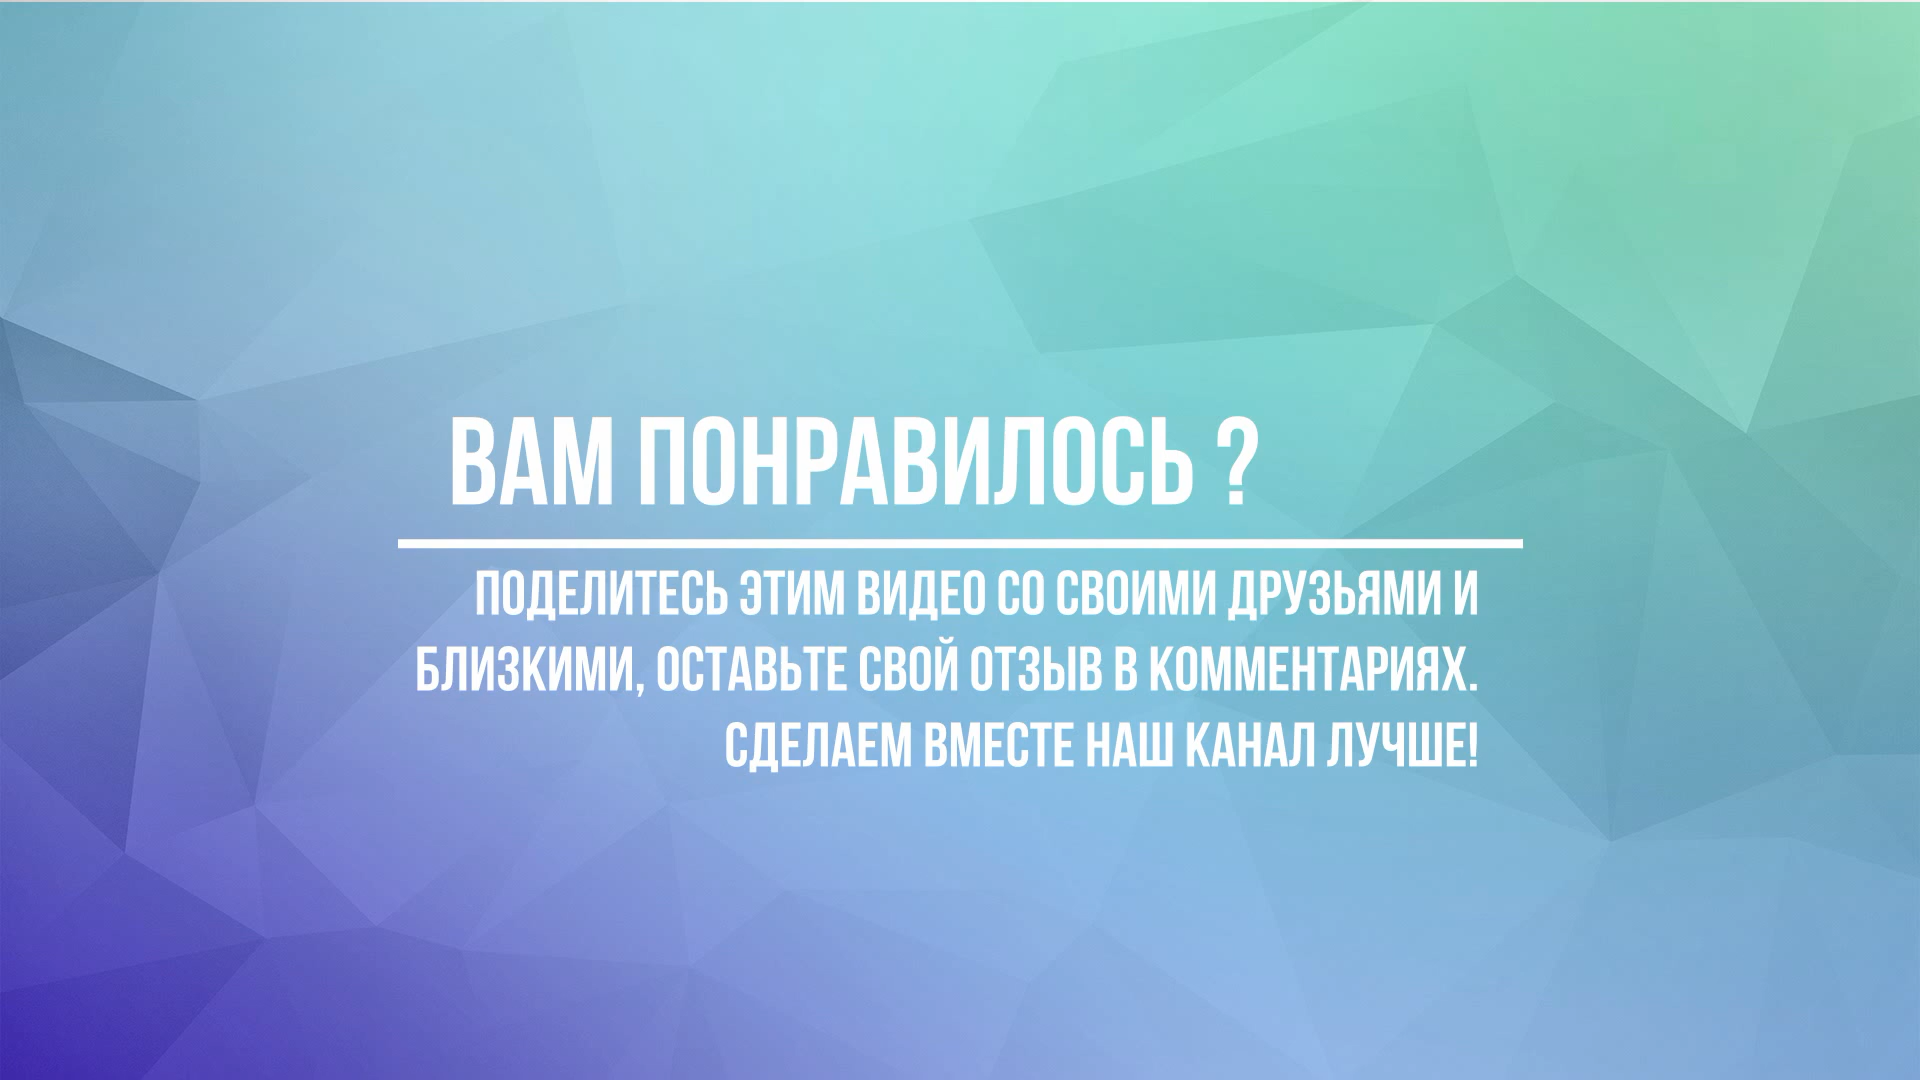 ВАМ ПОНРАВИЛОСЬ ?
ПОДЕЛИТЕСЬ ЭТИМ ВИДЕО СО СВОИМИ ДРУЗЬЯМИ И
БЛИЗКИМИ, ОСТАВЬТЕ СВОЙ ОТЗЫВ В КОММЕНТАРИЯХ.
СДЕЛАЕМ ВМЕСТЕ НАШ КАНАЛ ЛУЧШЕ!